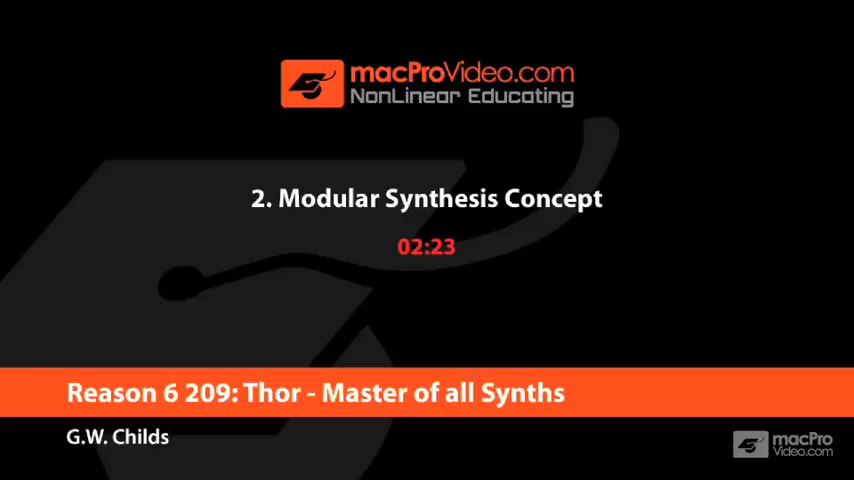 macProVideo.com
NonLinear Educating
2. Modular Synthesis Concept
02:23
Reason 6 209: Thor - Master of all Synths
G.W. Childs
macPro
Video.com